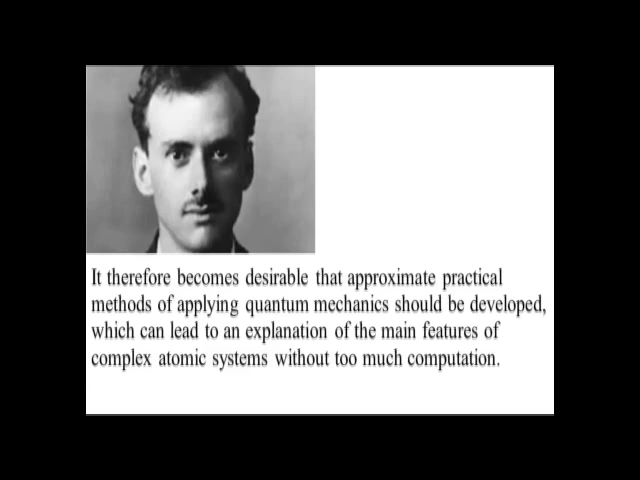 It therefore becomes desirable that approximate practical
methods of applying quantum mechanics should be developed,
which can lead to an explanation of the main features of
complex atomic systems without too much computation.